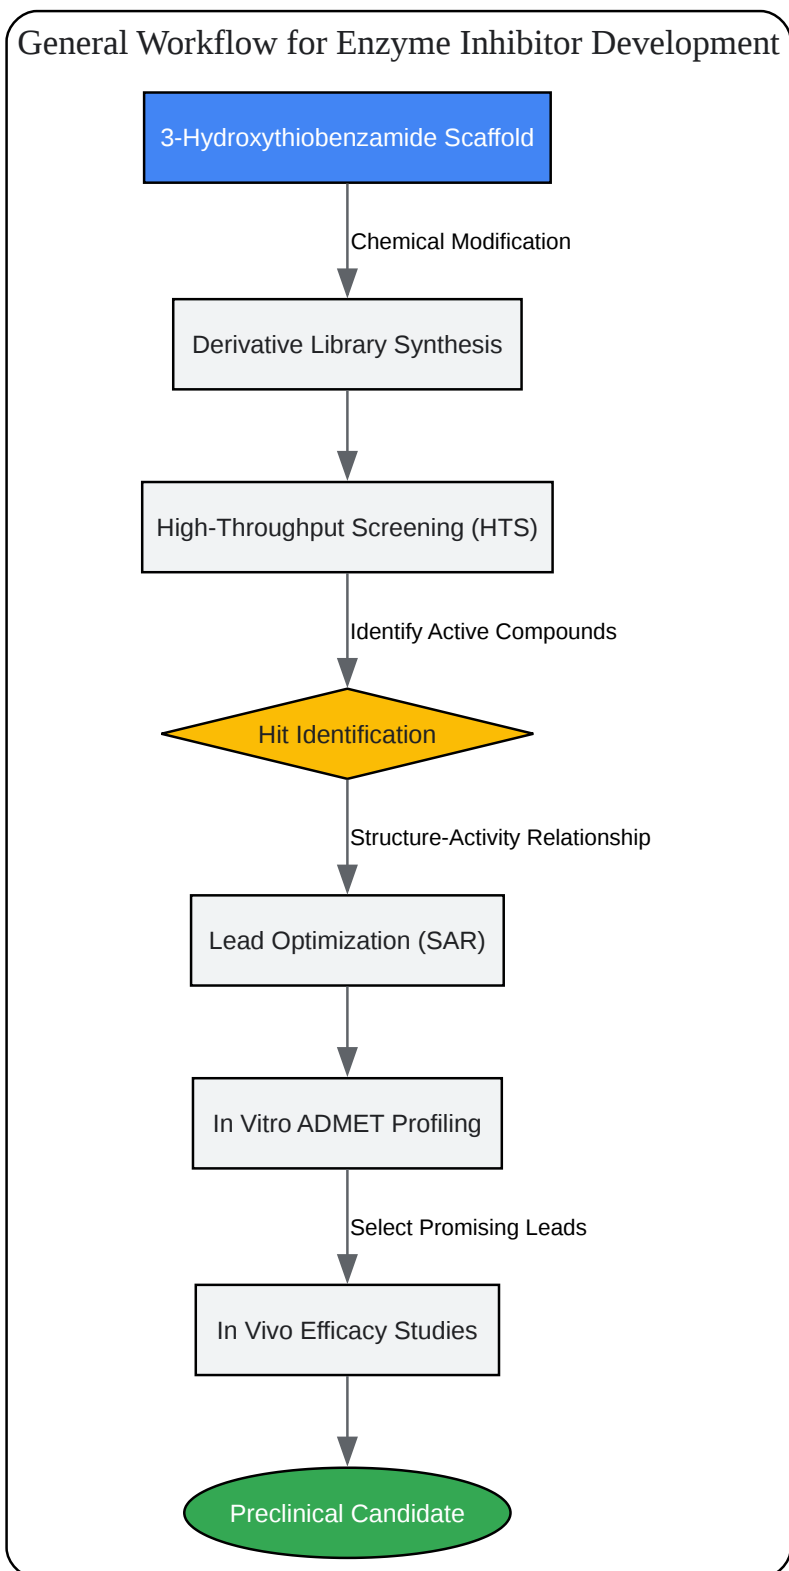 General Workflow for Enzyme Inhibitor Development
3-Hydroxythiobenzamide Scaffold
Chemical Modification
Derivative Library Synthesis
High-Throughput Screening (HTS)
Identify Active Compounds
Hit Identification
Structure-Activity Relationship
Lead Optimization (SAR)
In Vitro ADMET Profiling
Select Promising Leads
In Vivo Efficacy Studies
Preclinical Candidate